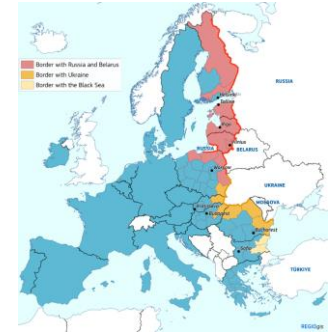 Border with Russia and Belarus
Border with Ukraine
Border with the Black Sea
RUSSIA
Helsinki
Tallinn
Riga
Vilnius
RUSSIA
BELARUS
Warsaw
UKRAINE
Bratislava
MOLDOVA
Budapest
Bucharest
Sofia
TÜRKIYE
REGIOgis